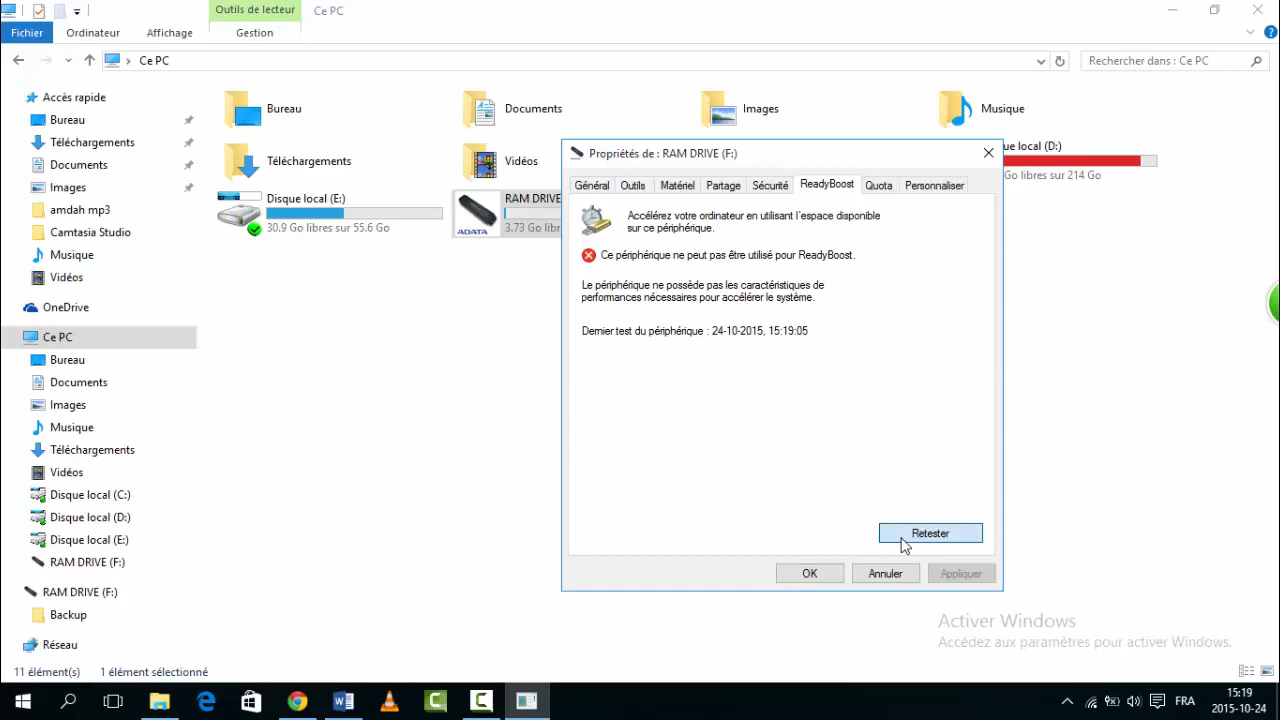 Outils de lecteur
Ce PC
Fichier
Ordinateur
Affichage
Gestion
Ce PC
Rechercher dans : Ce PC
Accès rapide
Bureau
Téléchargements
Documents
Images
amdah mp3
Camtasia Studio
Musique
Vidéos
OneDrive
Ce PC
Bureau
Documents
Images
Musique
Téléchargements
Vidéos
Disque local (C:)
Disque local (D:)
Disque local (E:)
RAM DRIVE (F:)
RAM DRIVE (F:)
Backup
Réseau
Bureau
Documents
Images
Musique
Téléchargements
Vidéos
ue local (D:)
Go libres sur 214 Go
Disque local (E:)
30.9 Go libres sur 55.6 Go
RAM DRIVE
3.73 Go lib
ADATA
Propriétés de : RAM DRIVE (F:)
Général
Outils
Matériel
Partage
Sécurité
ReadyBoost
Quota
Personnaliser
Accélérez votre ordinateur en utilisant l'espace disponible
sur ce périphérique.
Ce périphérique ne peut pas être utilisé pour ReadyBoost.
Le périphérique ne possède pas les caractéristiques de
performances nécessaires pour accélérer le système.
Dernier test du périphérique : 24-10-2015, 15:19:05
Retester
OK
Annuler
Appliquer
Activer Windows
Accédez aux paramètres pour activer Windows.
11 élément(s)
1 élément sélectionné
FRA
15:19
2015-10-24